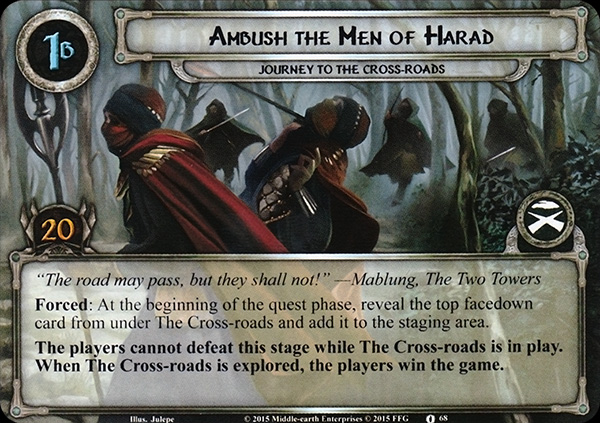 1B
AMBUSH THE MEN OF HARAD
JOURNEY TO THE CROSS-ROADS
20
“The road may pass, but they shall not!” —Mablung, The Two Towers
Forced: At the beginning of the quest phase, reveal the top facedown
card from under The Cross-roads and add it to the staging area.
The players cannot defeat this stage while The Cross-roads is in play.
When The Cross-roads is explored, the players win the game.
Illus. Julepe
© 2015 Middle-earth Enterprises © 2015 FFG
68